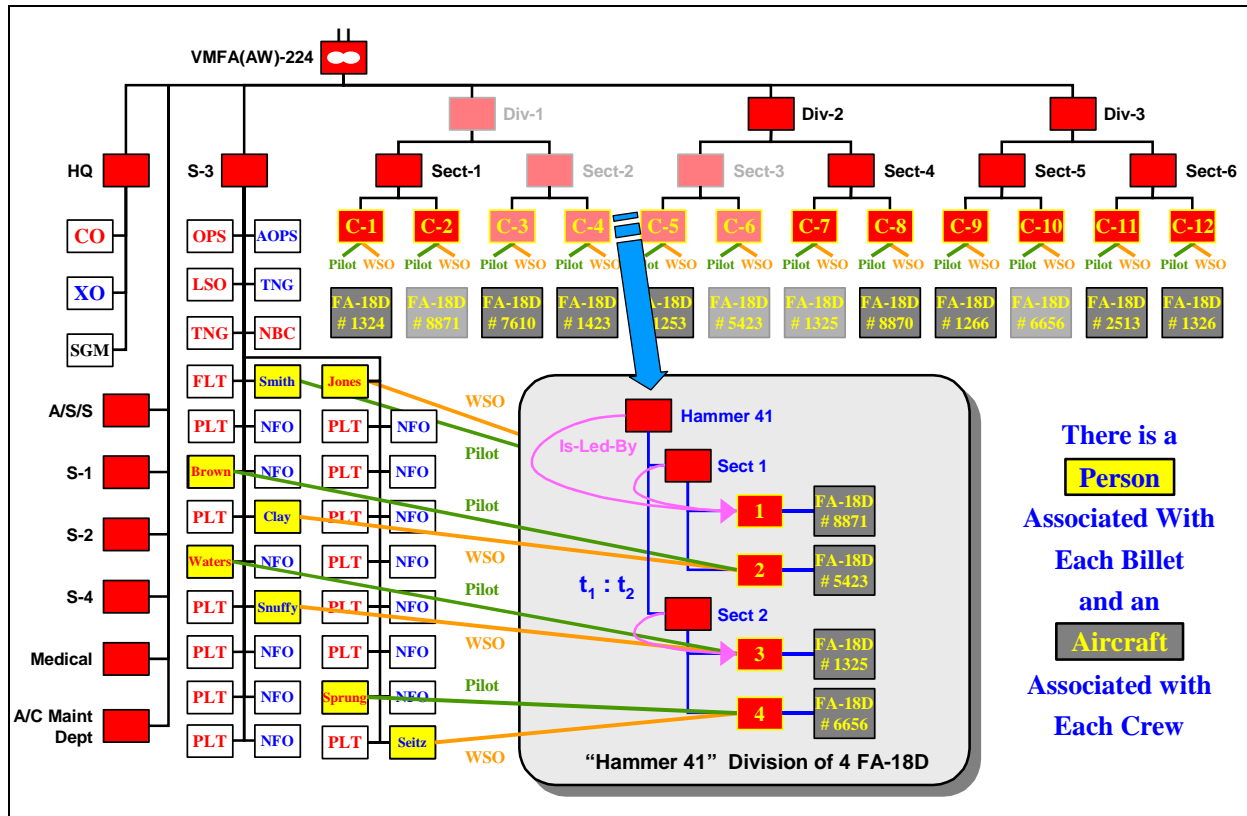 VMFA(AW)-224
Div-1
Div-2
Div-3
HQ
S-3
Sect-1
Sect-2
Sect-3
Sect-4
Sect-5
Sect-6
C-1
C-2
C-3
C-4
C-5
C-6
C-7
C-8
C-9
C-10
C-11
C-12
Pilot WSO
Pilot WSO
Pilot WSO
Pilot WSO
Pilot WSO
Pilot WSO
Pilot WSO
Pilot WSO
Pilot WSO
Pilot WSO
Pilot WSO
Pilot WSO
FA-18D
# 1324
FA-18D
# 8871
FA-18D
# 7610
FA-18D
# 1423
FA-18D
# 1253
FA-18D
# 5423
FA-18D
# 1325
FA-18D
# 8870
FA-18D
# 1266
FA-18D
# 6656
FA-18D
# 2513
FA-18D
# 1326
CO
XO
SGM
A/S/S
S-1
S-2
S-4
Medical
A/C Maint
Dept
OPS
AOPS
LSO
TNG
TNG
NBC
FLT
Smith
Jones
PLT
NFO
PLT
NFO
Brown
NFO
PLT
NFO
PLT
Clay
PLT
NFO
Waters
NFO
PLT
NFO
PLT
Snuffy
PLT
NFO
PLT
NFO
PLT
NFO
PLT
NFO
Sprung
NFO
PLT
NFO
PLT
Seitz
WSO
Pilot
Pilot
WSO
Pilot
WSO
Pilot
WSO
Hammer 41
Is-Led-By
Sect 1
1
FA-18D
# 8871
2
FA-18D
# 5423
t1 : t2
Sect 2
3
FA-18D
# 1325
4
FA-18D
# 6656
“Hammer 41” Division of 4 FA-18D
There is a
Person
Associated With
Each Billet
and an
Aircraft
Associated with
Each Crew